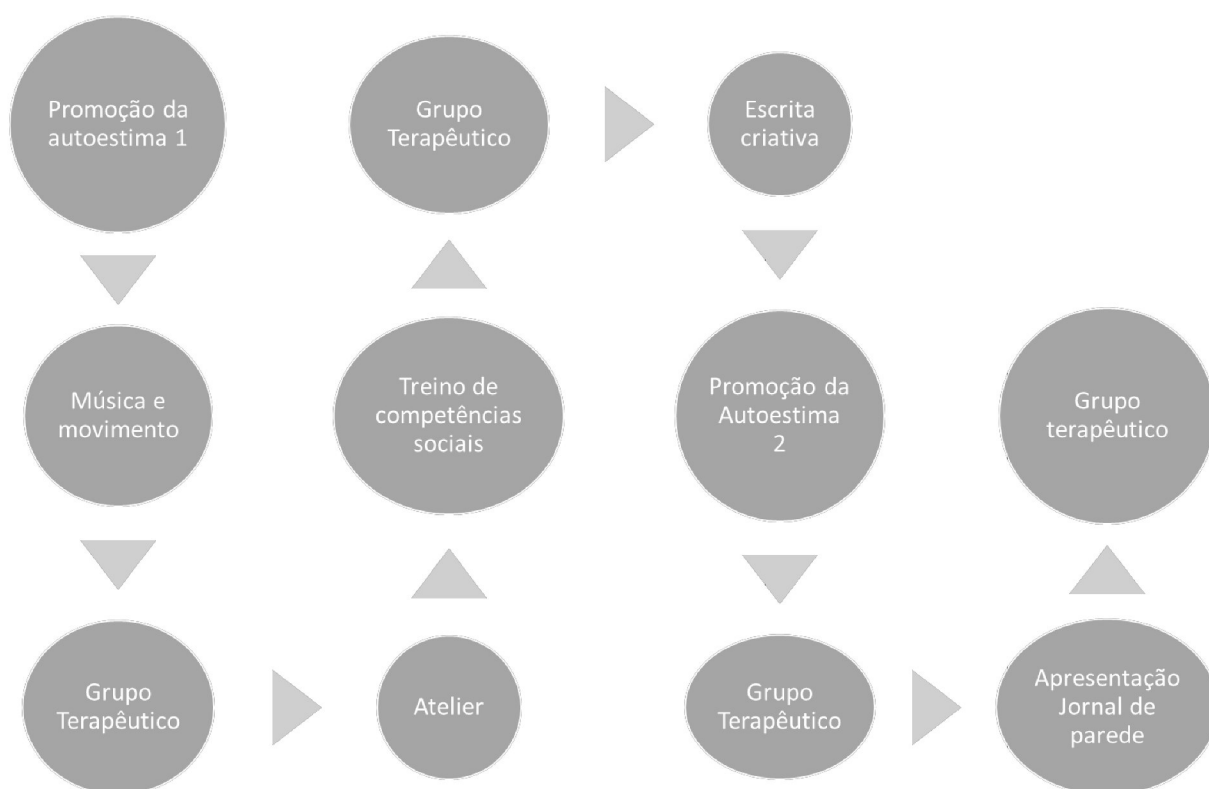 Promoção da
autoestima 1
Música e
movimento
Grupo
Terapêutico
Atelier
Treino de
competências
sociais
Grupo
Terapêutico
Escrita
criativa
Promoção da
Autoestima
2
Grupo
Terapêutico
Apresentação
Jornal de
parede
Grupo
terapêutico